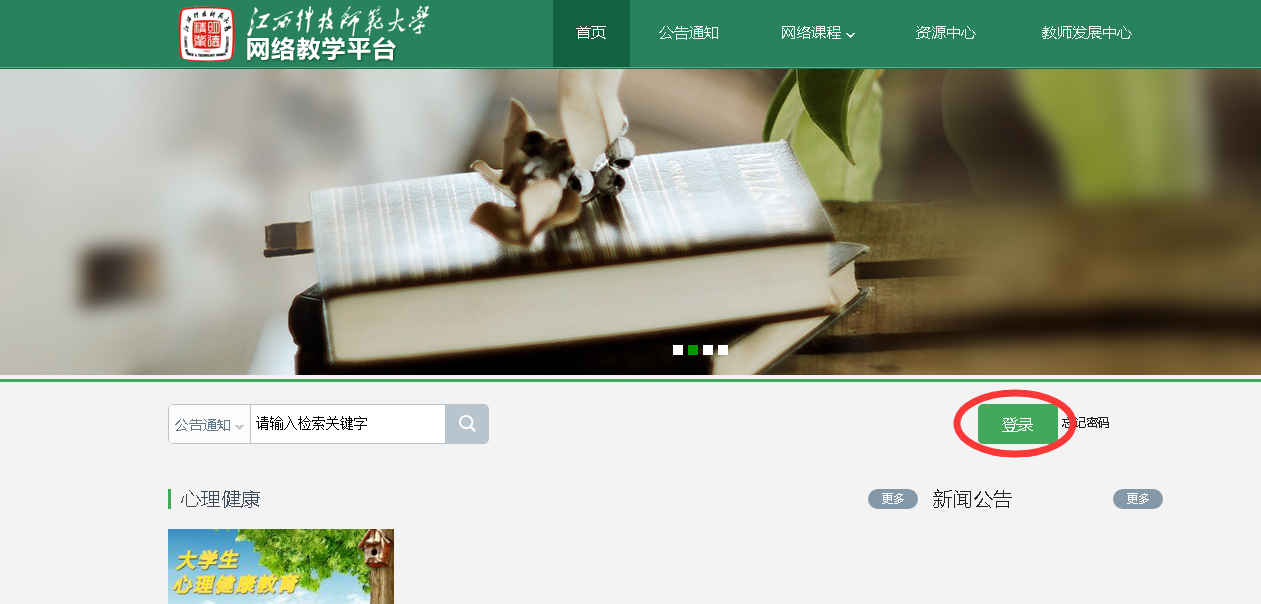 江西科技师范大学
网络教学平台
首页
公告通知
网络课程
资源中心
教师发展中心
公告通知
请输入检索关键字
登录
忘记密码
心理健康
更多
新闻公告
更多
大学生
心理健康教育